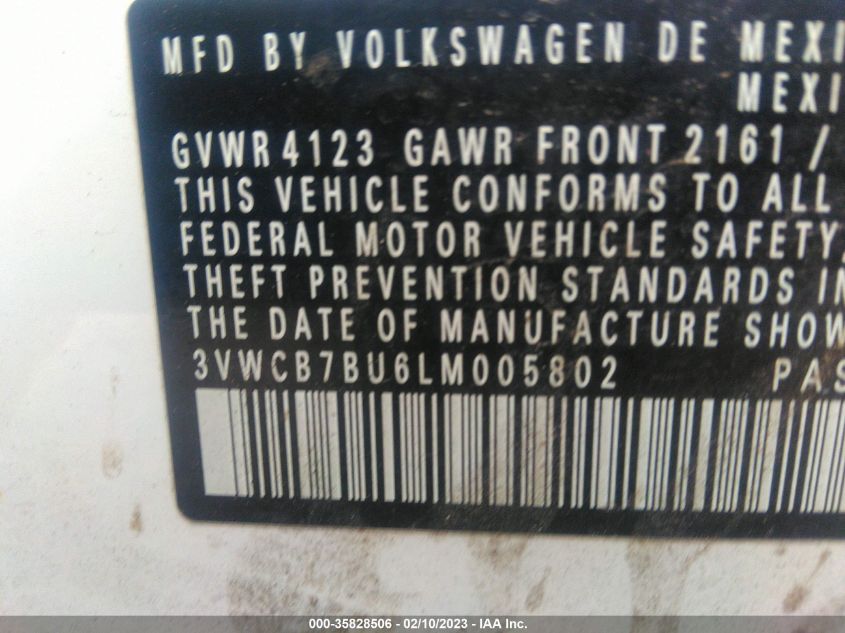 MFD BY VOLKSWAGEN DE MEXI
MEXI
GVWR 4123 GAWR FRONT 2161 /
THIS VEHICLE CONFORMS TO ALL
FEDERAL MOTOR VEHICLE SAFETY,
THEFT PREVENTION STANDARDS IN
THE DATE OF MANUFACTURE SHOW
3VWCB7BU6LM005802 PAS
000-35828506 - 02/10/2023 - IAA Inc.